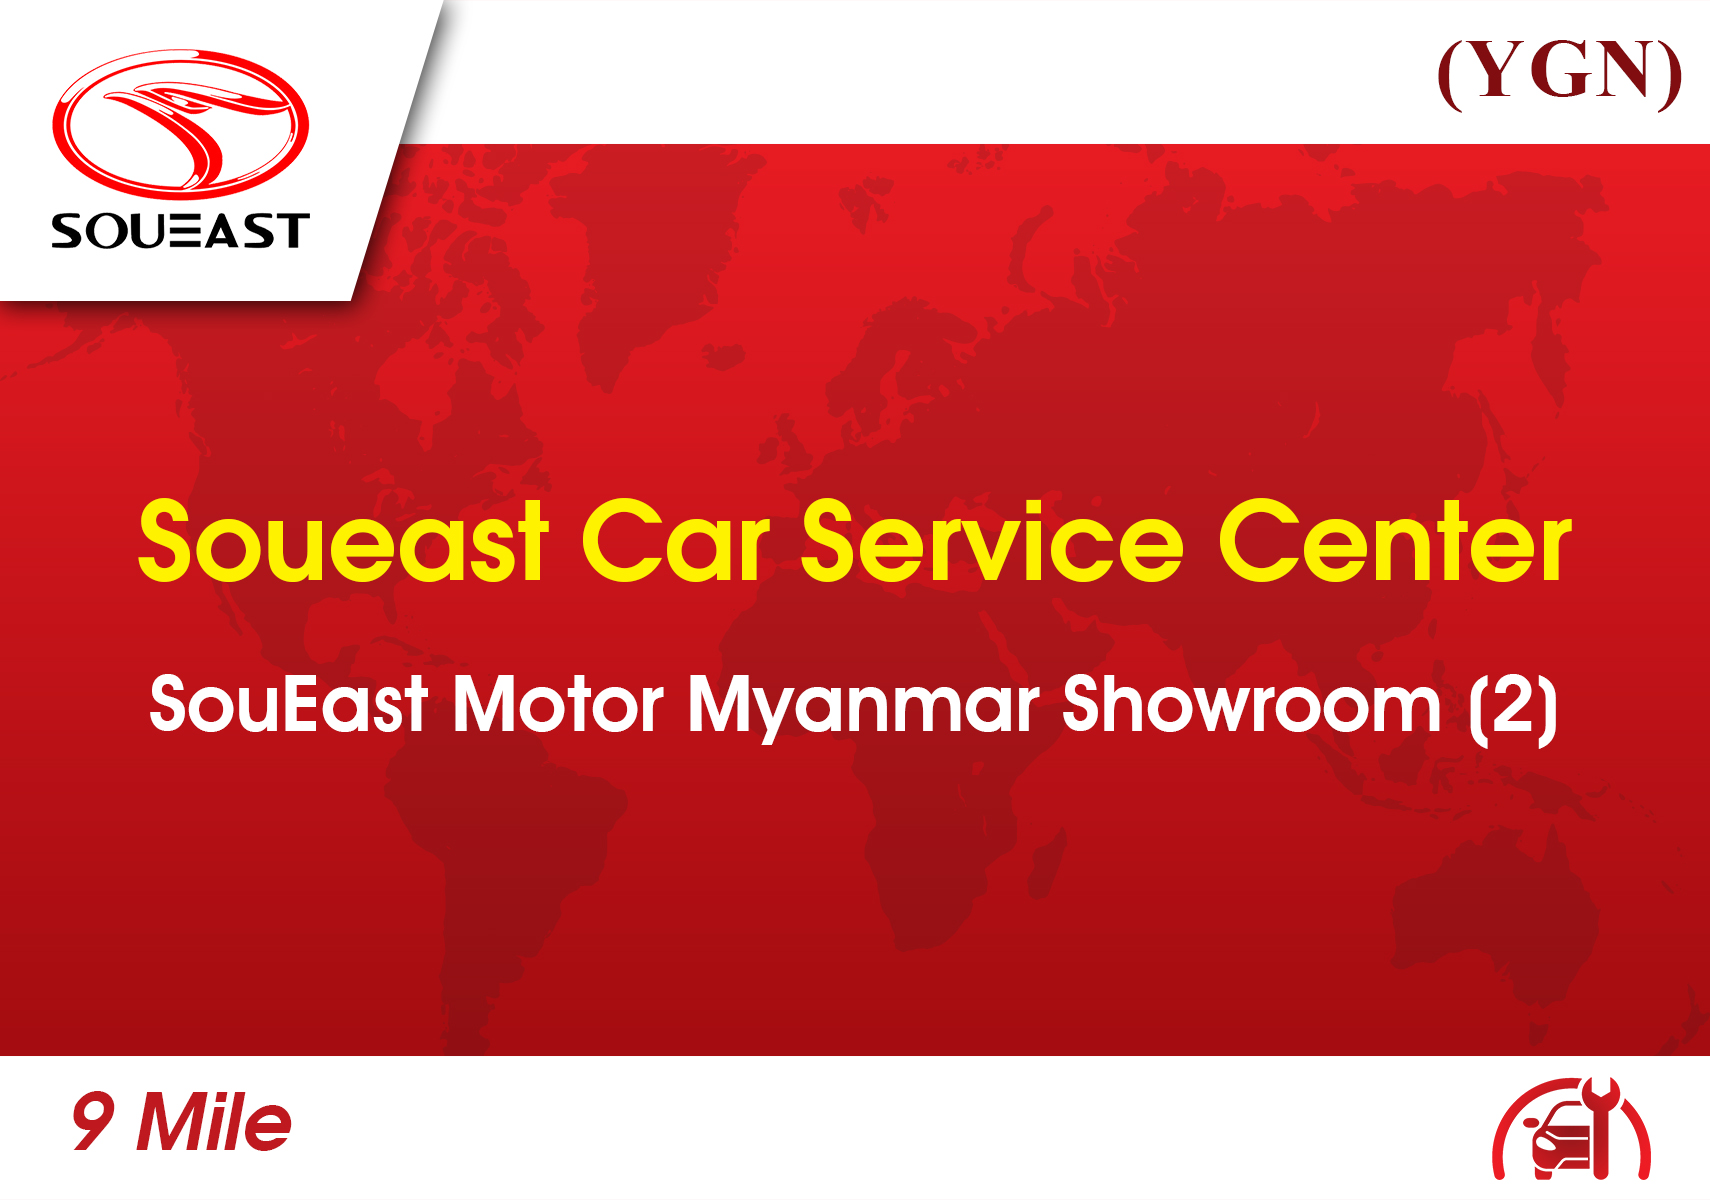 SOUEAST
(YGN)
Soueast Car Service Center
SouEast Motor Myanmar Showroom (2)
9 Mile